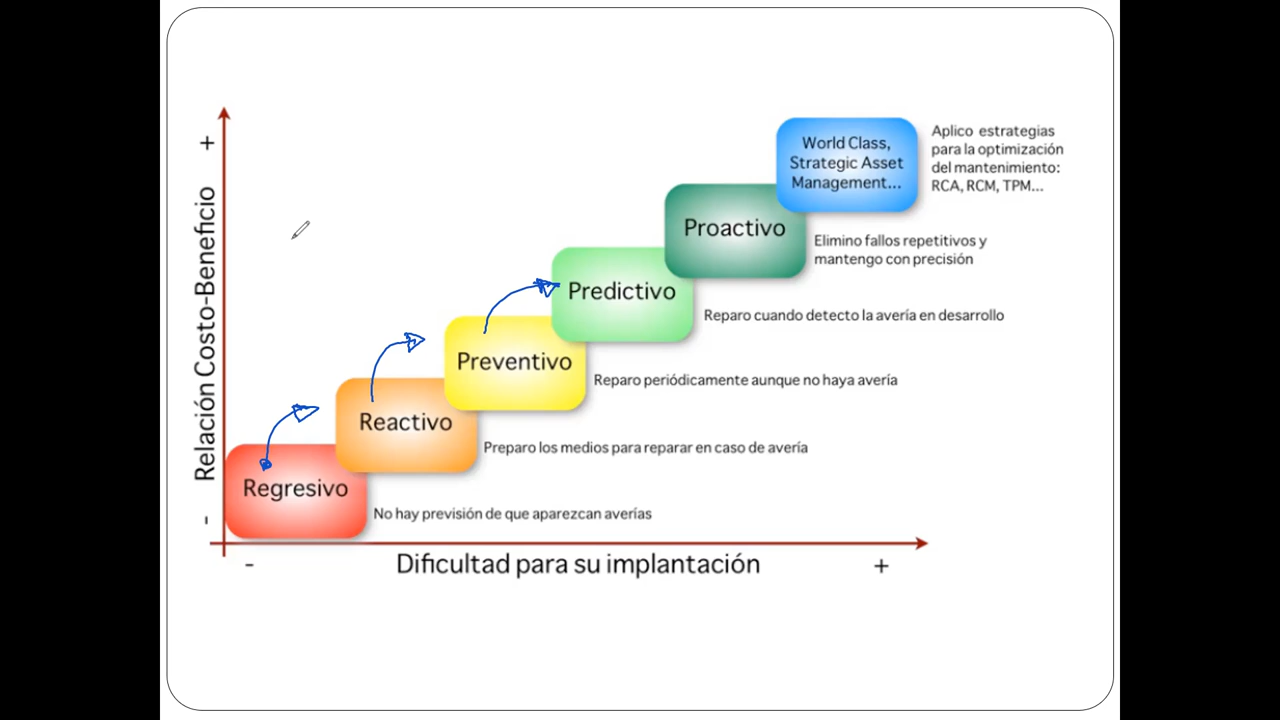 +
Relación Costo-Beneficio
-
World Class,
Strategic Asset
Management...
Aplico estrategias
para la optimización
del mantenimiento:
RCA, RCM, TPM...
Proactivo
Elimino fallos repetitivos y
mantengo con precisión
Predictivo
Reparo cuando detecto la avería en desarrollo
Preventivo
Reparo periódicamente aunque no haya avería
Reactivo
Preparo los medios para reparar en caso de avería
Regresivo
No hay previsión de que aparezcan averías
-
Dificultad para su implantación
+